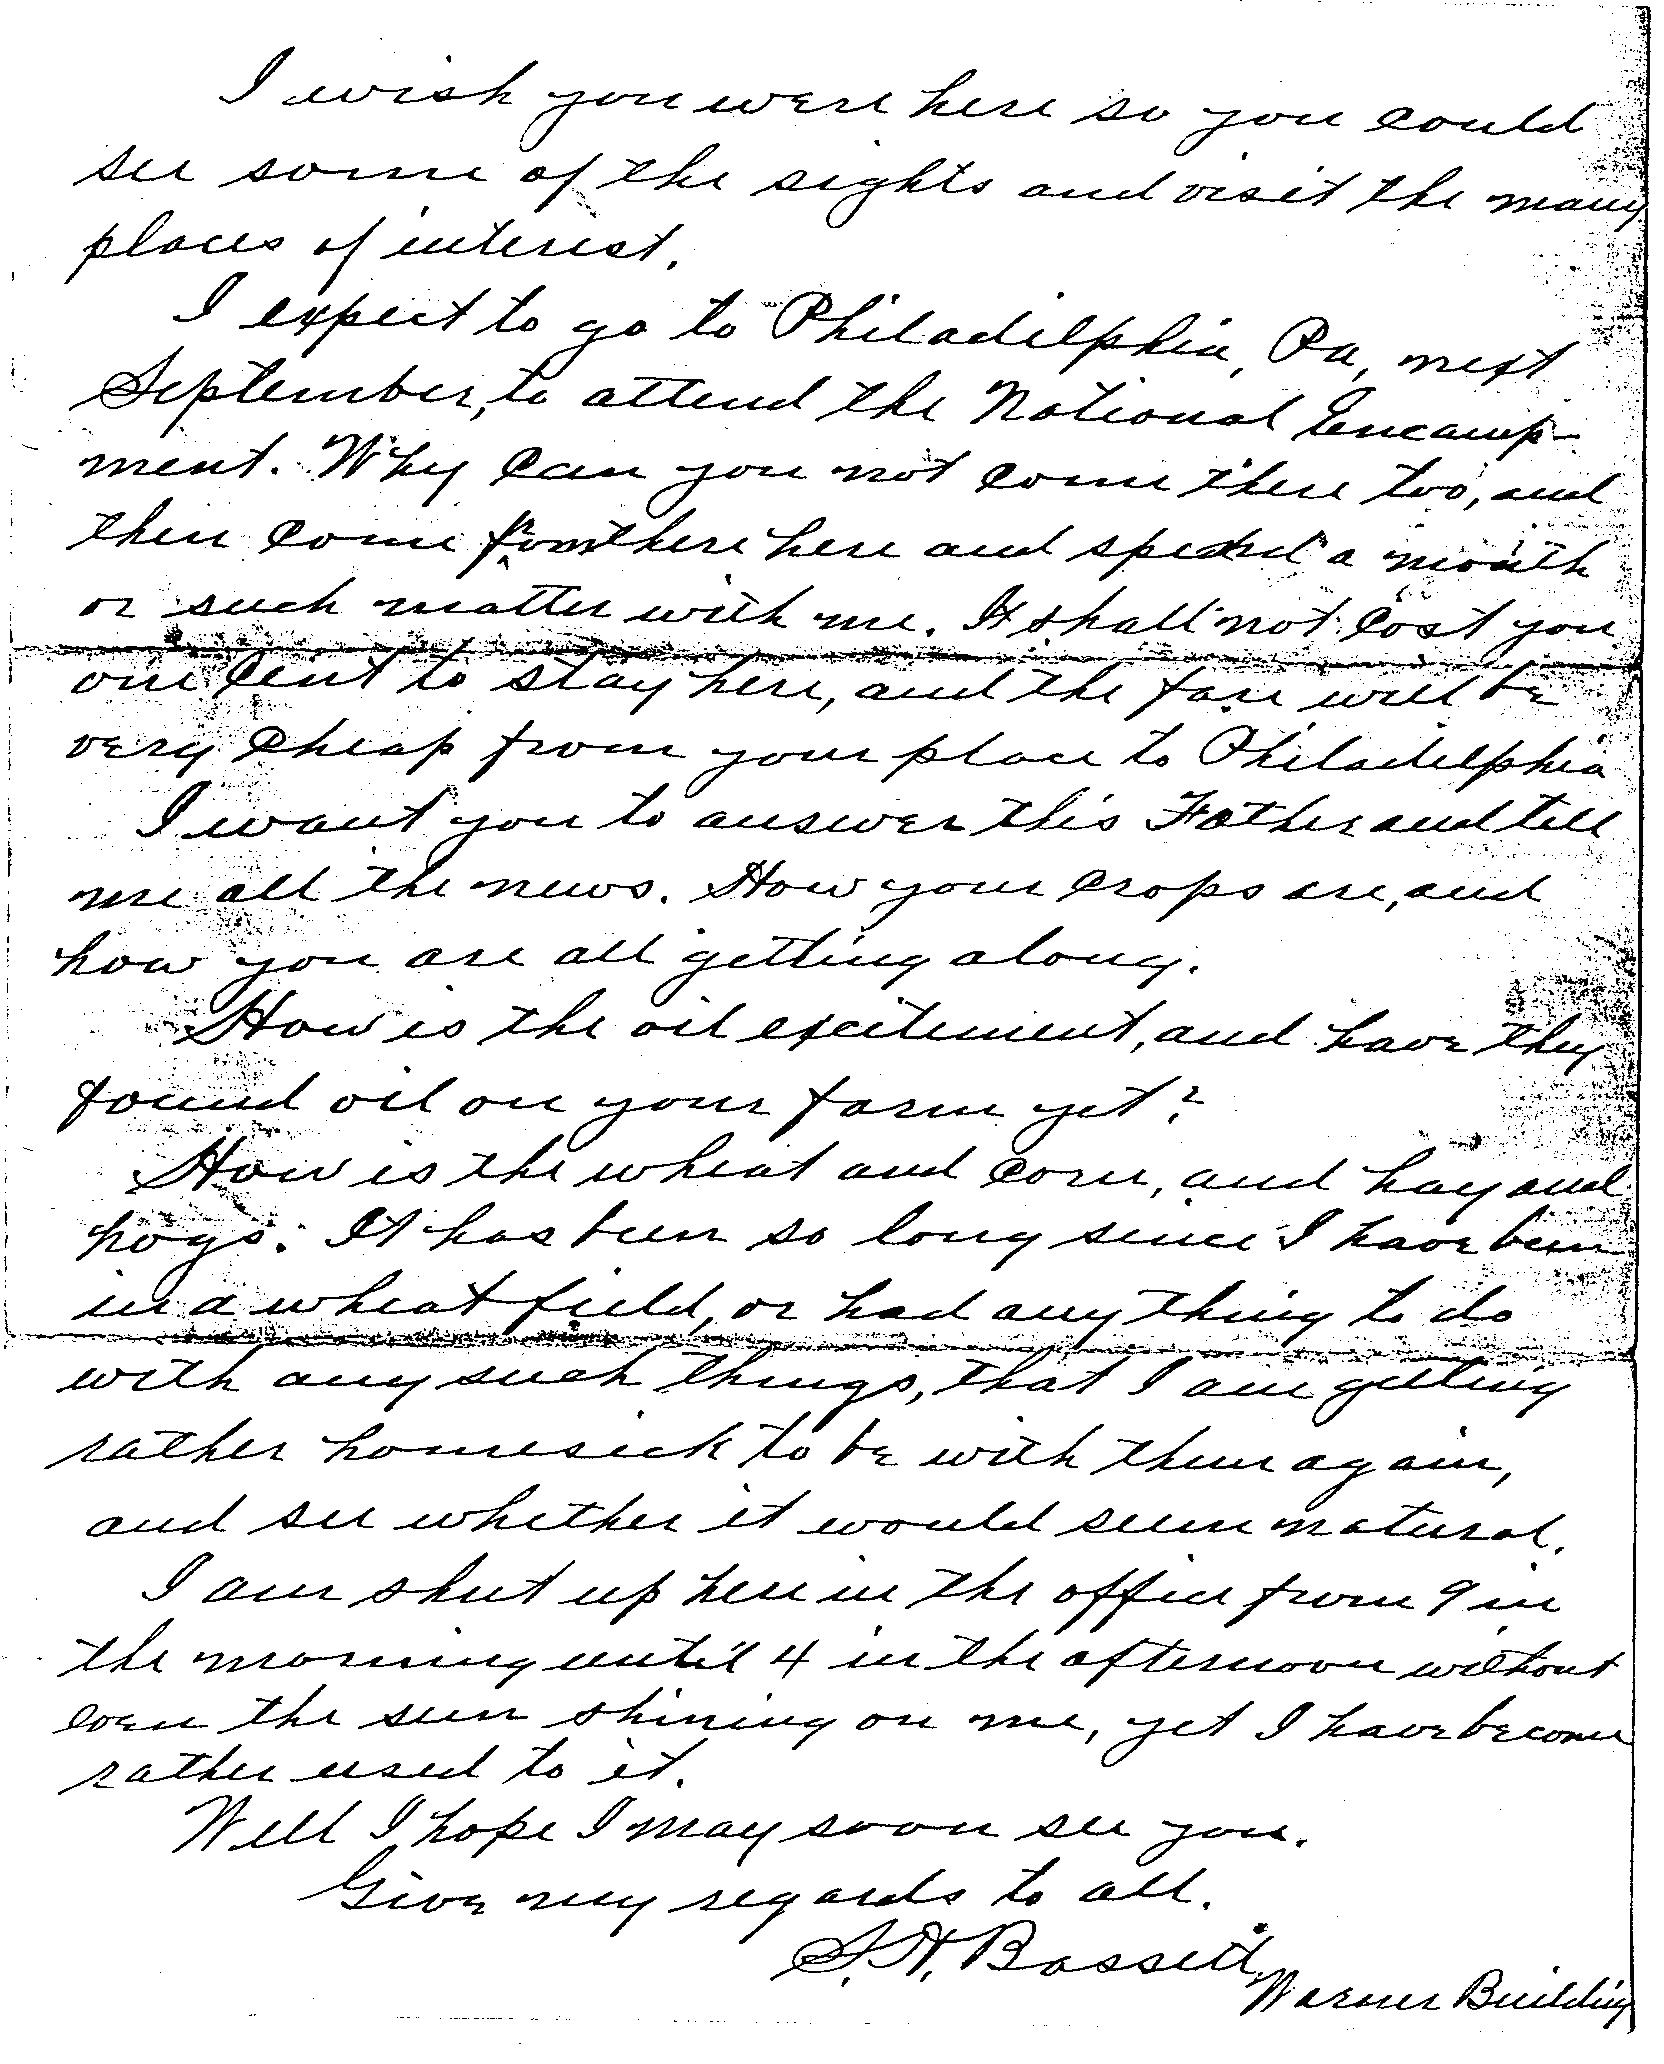 I wish you were here so you could
see some of the sights and visit the many
places of interest.
I expect to go to Philadelphia, Pa, next
September, to attend the National Encamp-
ment. Why can you not come there too, and
then come from there here and spend a month
or such matter with me. It shall not cost you
one cent to stay here, and the fare will be
very cheap from your place to Philadelphia
I want you to answer this Father and tell
me all the news. How your crops are, and
how you are all getting along.
How is the oil excitement, and have they
found oil on your farm yet?
How is the wheat and corn, and hay and
hogs. It has been so long since I have been
in a wheat field, or had any thing to do
with any such things, that I am getting
rather homesick to be with them again,
and see whether it would seem natural.
I am shut up here in the office from 9 in
the morning until 4 in the afternoon without
even the sun shining on me, yet I have become
rather used to it.
Well I hope I may soon see you.
Give my regards to all.
S. H. Bassett,
Warner Building